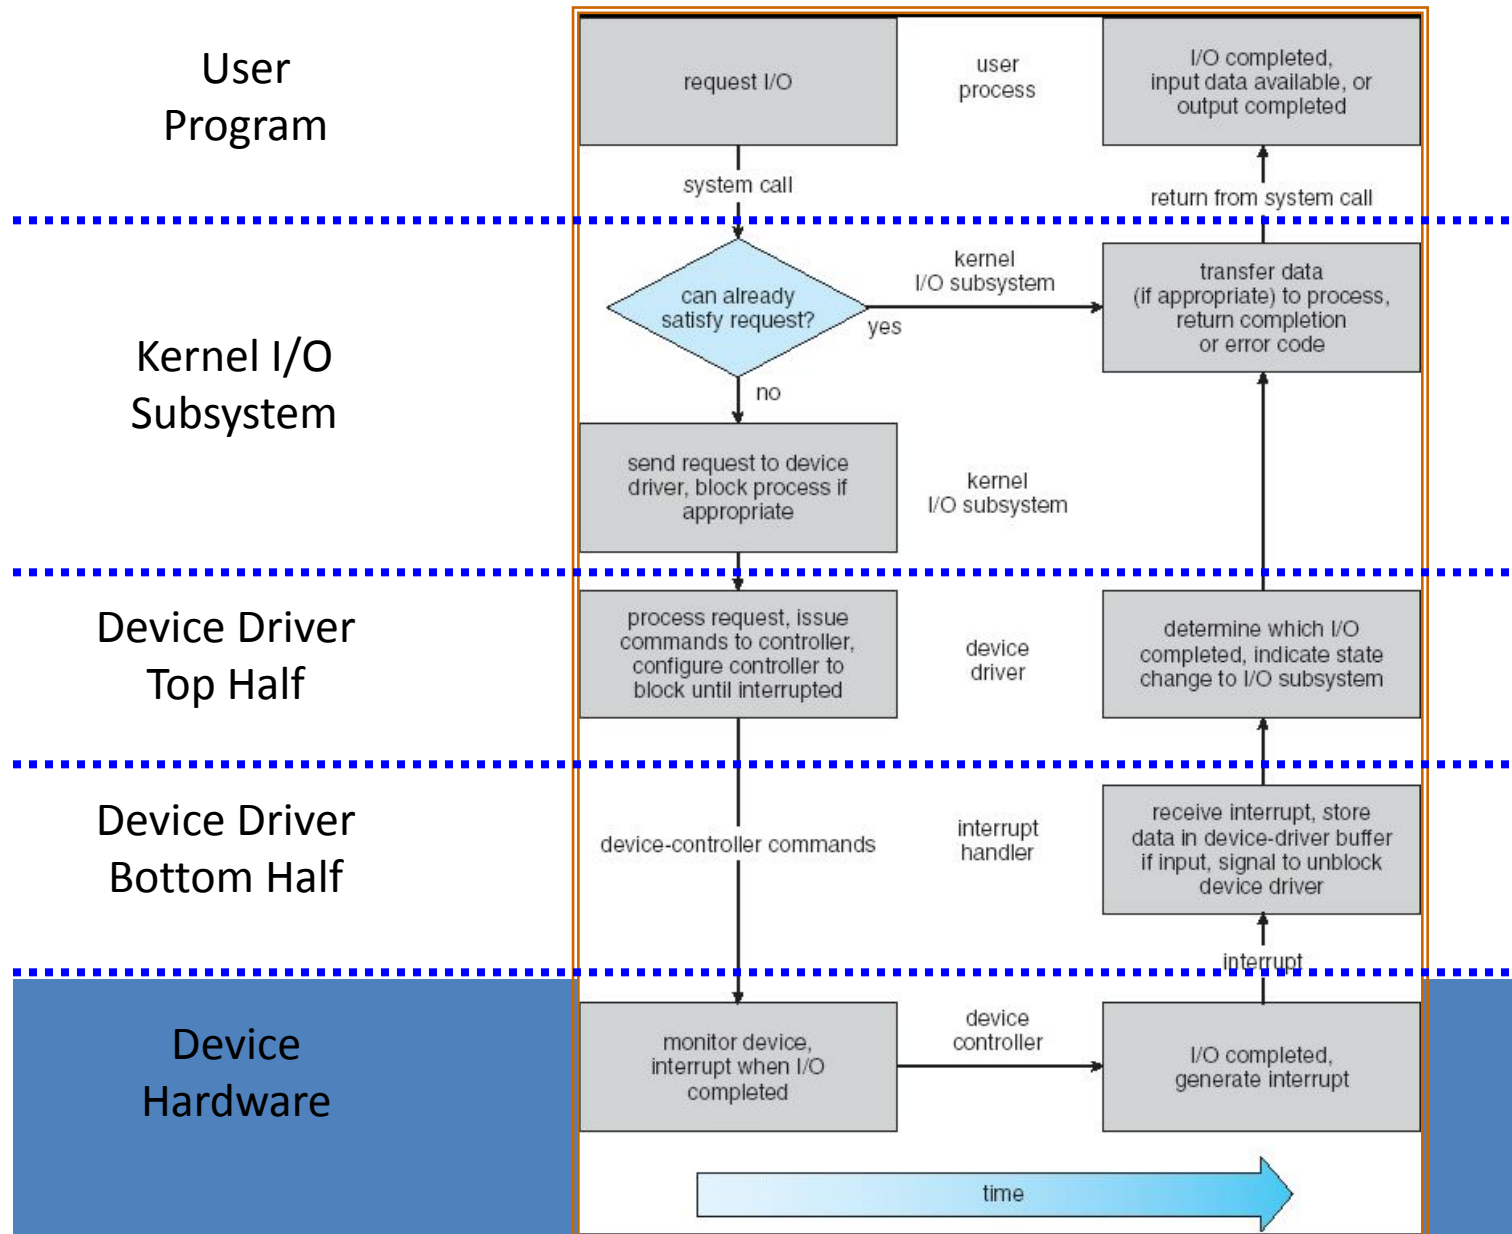 User
Program
request I/O
user
process
I/O completed,
input data available, or
output completed
system call
return from system call
Kernel I/O
Subsystem
can already
satisfy request?
kernel
I/O subsystem
yes
transfer data
(if appropriate) to process,
return completion
or error code
no
send request to device
driver, block process if
appropriate
kernel
I/O subsystem
Device Driver
Top Half
process request, issue
commands to controller,
configure controller to
block until interrupted
device
driver
determine which I/O
completed, indicate state
change to I/O subsystem
Device Driver
Bottom Half
device-controller commands
interrupt
handler
receive interrupt, store
data in device-driver buffer
if input, signal to unblock
device driver
interrupt
Device
Hardware
monitor device,
interrupt when I/O
completed
device
controller
I/O completed,
generate interrupt
time